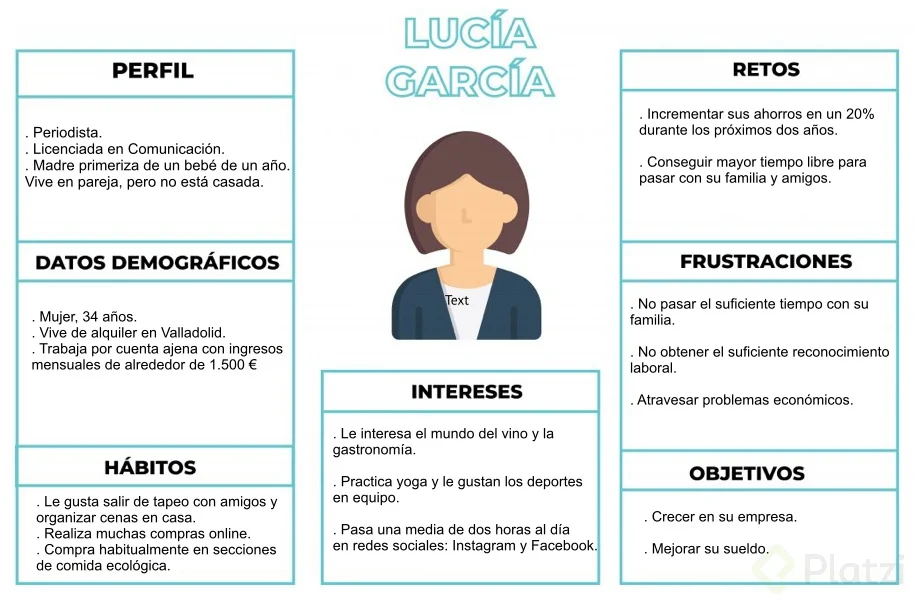 LUCÍA
GARCÍA
PERFIL
. Periodista.
. Licenciada en Comunicación.
. Madre primeriza de un bebé de un año.
Vive en pareja, pero no está casada.
DATOS DEMOGRÁFICOS
. Mujer, 34 años.
. Vive de alquiler en Valladolid.
. Trabaja por cuenta ajena con ingresos
mensuales de alrededor de 1.500 €
HÁBITOS
. Le gusta salir de tapeo con amigos y
organizar cenas en casa.
. Realiza muchas compras online.
. Compra habitualmente en secciones
de comida ecológica.
Text
INTERESES
. Le interesa el mundo del vino y la
gastronomía.
. Practica yoga y le gustan los deportes
en equipo.
. Pasa una media de dos horas al día
en redes sociales: Instagram y Facebook.
RETOS
. Incrementar sus ahorros en un 20%
durante los próximos dos años.
. Conseguir mayor tiempo libre para
pasar con su familia y amigos.
FRUSTRACIONES
. No pasar el suficiente tiempo con su
familia.
. No obtener el suficiente reconocimiento
laboral.
. Atravesar problemas económicos.
OBJETIVOS
. Crecer en su empresa.
. Mejorar su sueldo.
Platzi